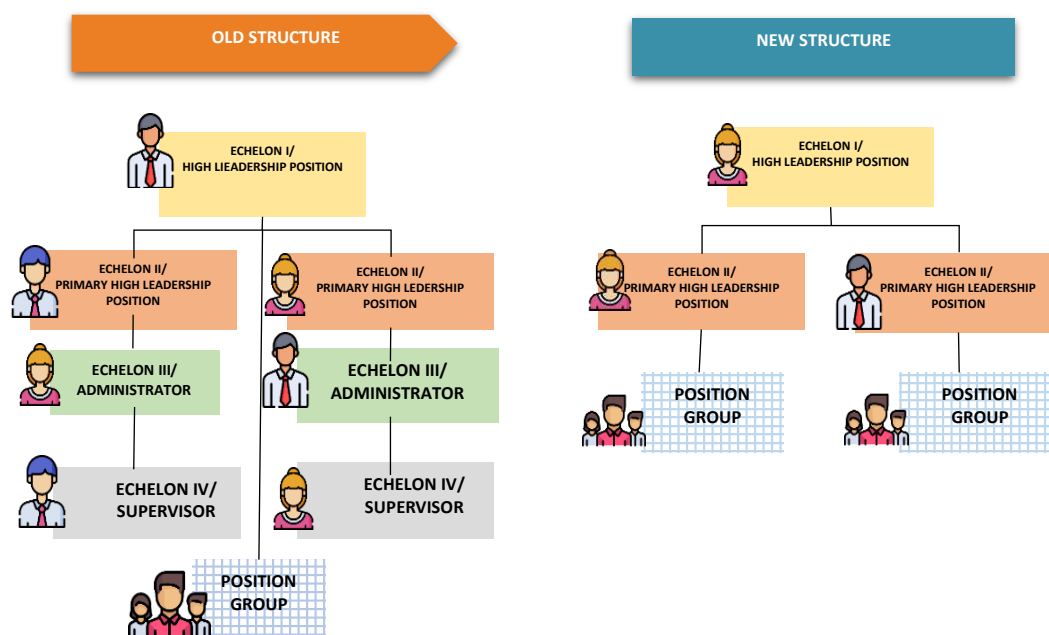 OLD STRUCTURE
NEW STRUCTURE
ECHELON I/
HIGH LIEADERSHIP POSITION
ECHELON II/
PRIMARY HIGH LEADERSHIP
POSITION
ECHELON II/
PRIMARY HIGH LEDERSHIP
POSITION
ECHELON III/
ADMINISTRATOR
ECHELON III/
ADMINISTRATOR
ECHELON IV/
SUPERVISOR
ECHELON IV/
SUPERVISOR
POSITION
GROUP
ECHELON I/
HIGH LEADERSHIP POSITION
ECHELON II/
PRIMARY HIGH LEADERSHIP
POSITION
ECHELON II/
PRIMARY HIGH LEADERSHIP
POSITION
POSITION
GROUP
POSITION
GROUP